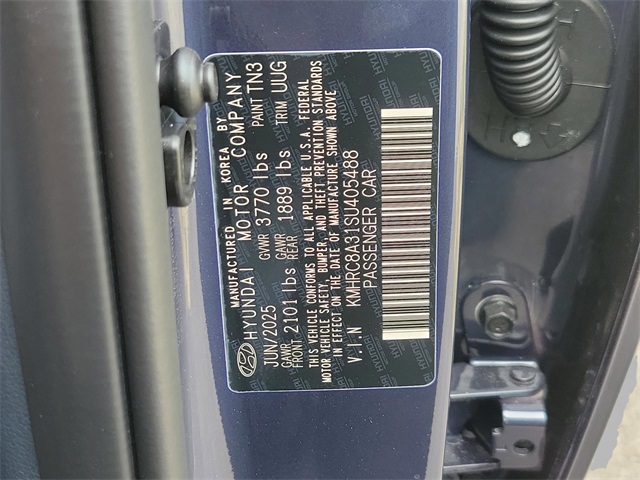 MANUFACTURED IN KOREA BY
HYUNDAI MOTOR COMPANY
JUN/2025 GVWR 3770 lbs PAINT TN3
GAWR FRONT 2101 lbs GAWR REAR 1889 lbs TRIM UUG
THIS VEHICLE CONFORMS TO ALL APPLICABLE U.S.A. FEDERAL
MOTOR VEHICLE SAFETY, BUMPER, AND THEFT PREVENTION STANDARDS
IN EFFECT ON THE DATE OF MANUFACTURE SHOWN ABOVE.
V.I.N KMHRC8A31SU405488
PASSENGER CAR